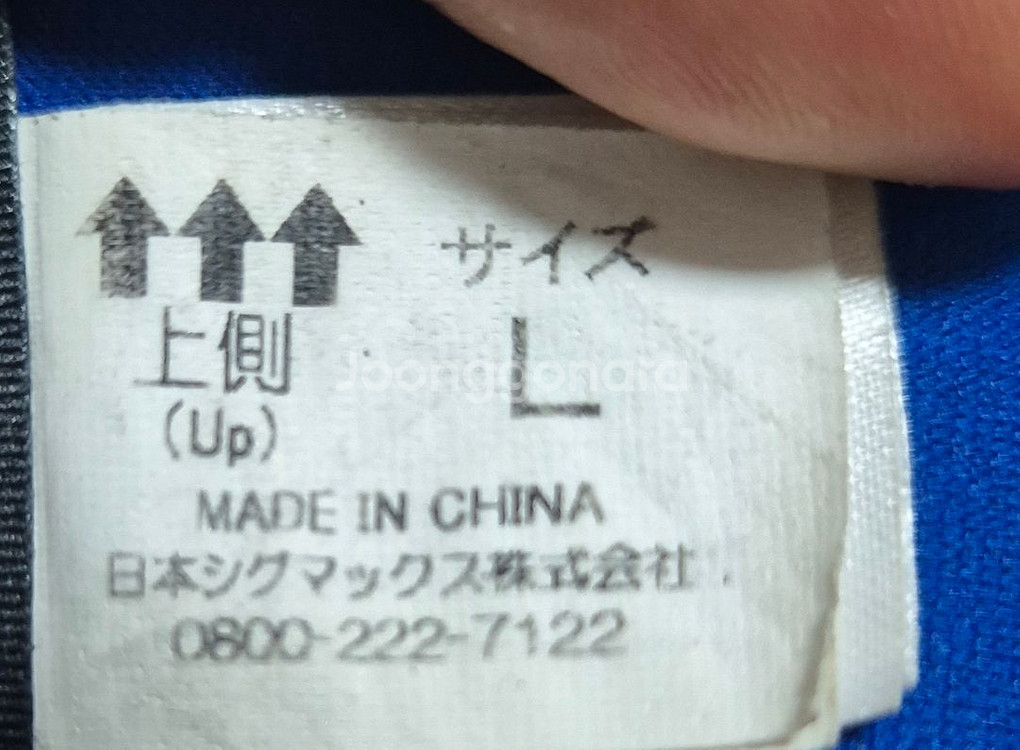 サイズ
上側
L
(Up)
MADE IN CHINA
日本シグマックス株式会社
0800-222-7122
Joonggonara